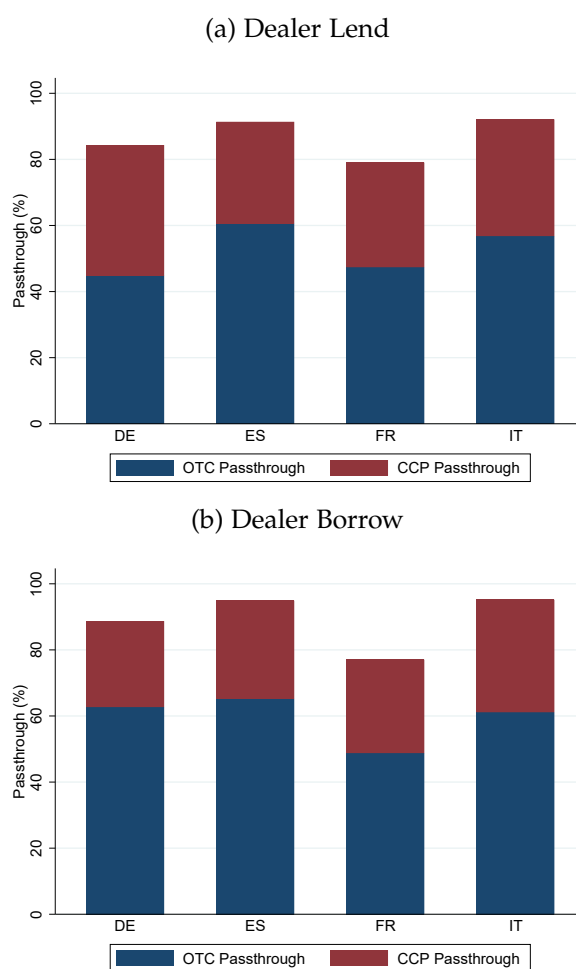 (a) Dealer Lend
Passthrough (%)
100
80
60
40
20
0
DE ES FR IT
OTC Passthrough CCP Passthrough
(b) Dealer Borrow
Passthrough (%)
100
80
60
40
20
0
DE ES FR IT
OTC Passthrough CCP Passthrough